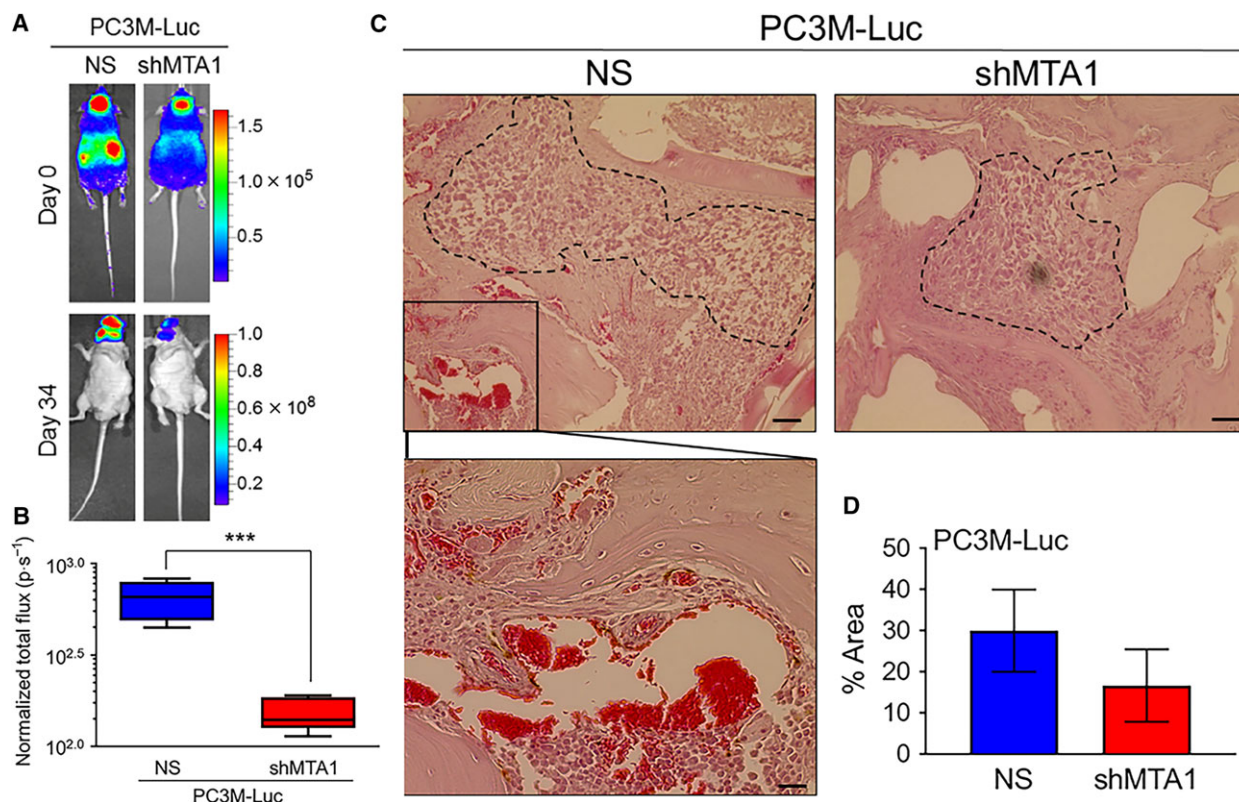 A
PC3M-Luc
NS shMTA1
Day 0
1.5
1.0 × 10⁵
0.5
Day 34
1.0
0.8
0.6 × 10⁸
0.4
0.2
B
***
Normalized total flux (p·s⁻¹)
10³·⁰
10²·⁵
10²·⁰
NS shMTA1
PC3M-Luc
C
PC3M-Luc
NS shMTA1
D
PC3M-Luc
% Area
50
40
30
20
10
0
NS shMTA1